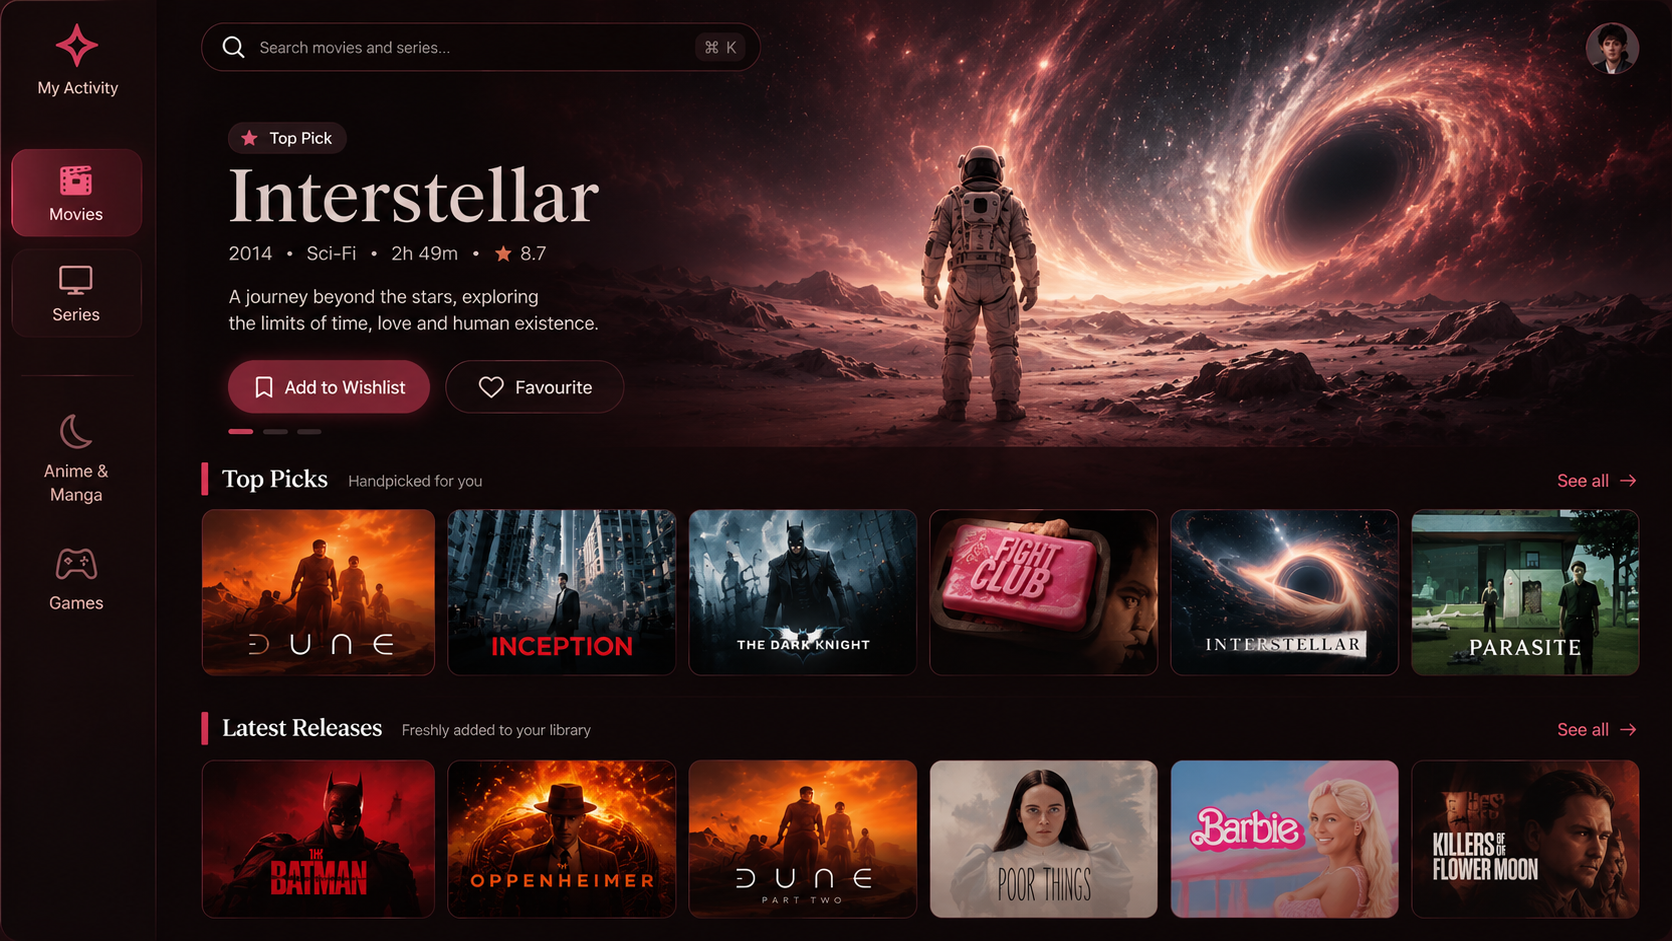 My Activity
Search movies and series...
⌘ K
Movies
Series
Anime &
Manga
Games
Top Pick
Interstellar
2014 • Sci-Fi • 2h 49m • ★ 8.7
A journey beyond the stars, exploring
the limits of time, love and human existence.
Add to Wishlist
Favourite
Top Picks
Handpicked for you
See all →
DUNE
INCEPTION
THE DARK KNIGHT
FIGHT
CLUB
INTERSTELLAR
PARASITE
Latest Releases
Freshly added to your library
See all →
THE
BATMAN
OPPENHEIMER
DUNE
PART TWO
POOR THINGS
Barbie
KILLERS OF
FLOWER MOON